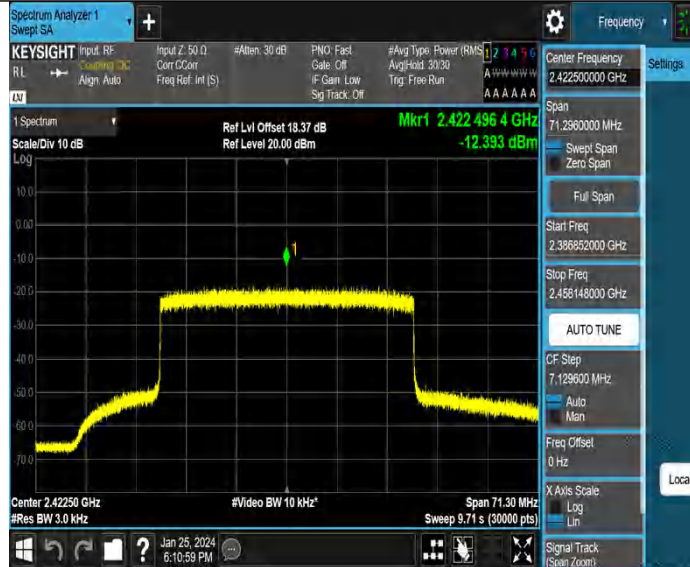 Spectrum Analyzer 1
Swept SA
+
Frequency
KEYSIGHT
Input: RF
Input Z: 50 Ω
#Atten: 30 dB
PNO: Fast
#Avg Type: Power (RMS
1 2 3 4 5 6
RL
Coupling: DC
Corr CCorr
Gate: Off
Avg|Hold: 30/30
A W W W W W
Align: Auto
Freq Ref: Int (S)
IF Gain: Low
Trig: Free Run
Sig Track: Off
A A A A A A
LXI
1 Spectrum
Ref Lvl Offset 18.37 dB
Mkr1 2.422 496 4 GHz
Scale/Div 10 dB
Ref Level 20.00 dBm
-12.393 dBm
Log
10.0
0.00
1
-30.0
-40.0
-50.0
-60.0
-70.0
Center 2.42250 GHz
#Video BW 10 kHz*
Span 71.30 MHz
#Res BW 3.0 kHz
Sweep 9.71 s (30000 pts)
?
Jan 25, 2024
6:10:59 PM
Center Frequency
2.422500000 GHz
Settings
Span
71.2960000 MHz
Swept Span
Zero Span
Full Span
Start Freq
2.386852000 GHz
Stop Freq
2.458148000 GHz
AUTO TUNE
CF Step
7.129600 MHz
Auto
Man
Freq Offset
0 Hz
X Axis Scale
Log
Lin
Loca
Signal Track
(Span Zoom)